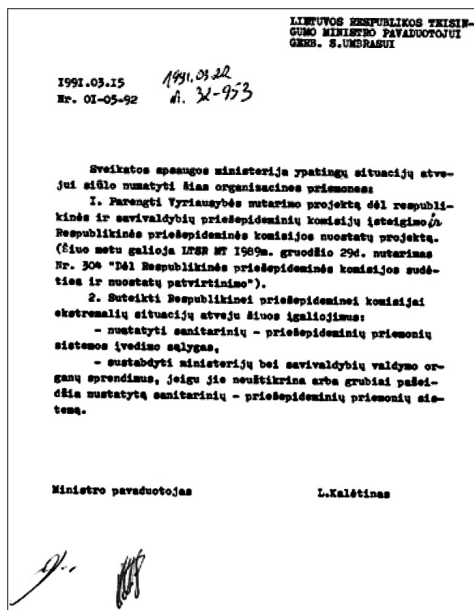 LIETUVOS RESPUBLIKOS TEISIN-
GUMO MINISTRO PAVADUOTOJUI
GERB. S.UMBRASUI
1991.03.15
Nr. 01-05-92
1991.03.22
32-953
Sveikatos apsaugos ministerija ypatingų situacijų atve-
jui siūlo numatyti šias organizacines priemones:
I. Parengti Vyriausybės nutarimo projektą dėl respubli-
kinės ir savivaldybių priešepideminių komisijų įsteigimo ir
Respublikinės priešepideminės komisijos nuostatų projektą.
(Šiuo metu galioja LTSR MT 1989m. gruodžio 29d. nutarimas
Nr. 304 "Dėl Respublikinės priešepideminės komisijos sudė-
ties ir nuostatų patvirtinimo").
2. Suteikti Respublikinei priešepideminei komisijai
ekstremalių situacijų atveju šiuos įgaliojimus:
- nustatyti sanitarinių - priešepideminių priemonių
sistemos įvedimo sąlygas,
- sustabdyti ministerijų bei savivaldybių valdymo or-
ganų sprendimus, jeigu jie neužtikrina arba grubiai pažei-
džia nustatytą sanitarinių - priešepideminių priemonių sis-
temą.
Ministro pavaduotojas L.Kalėtinas